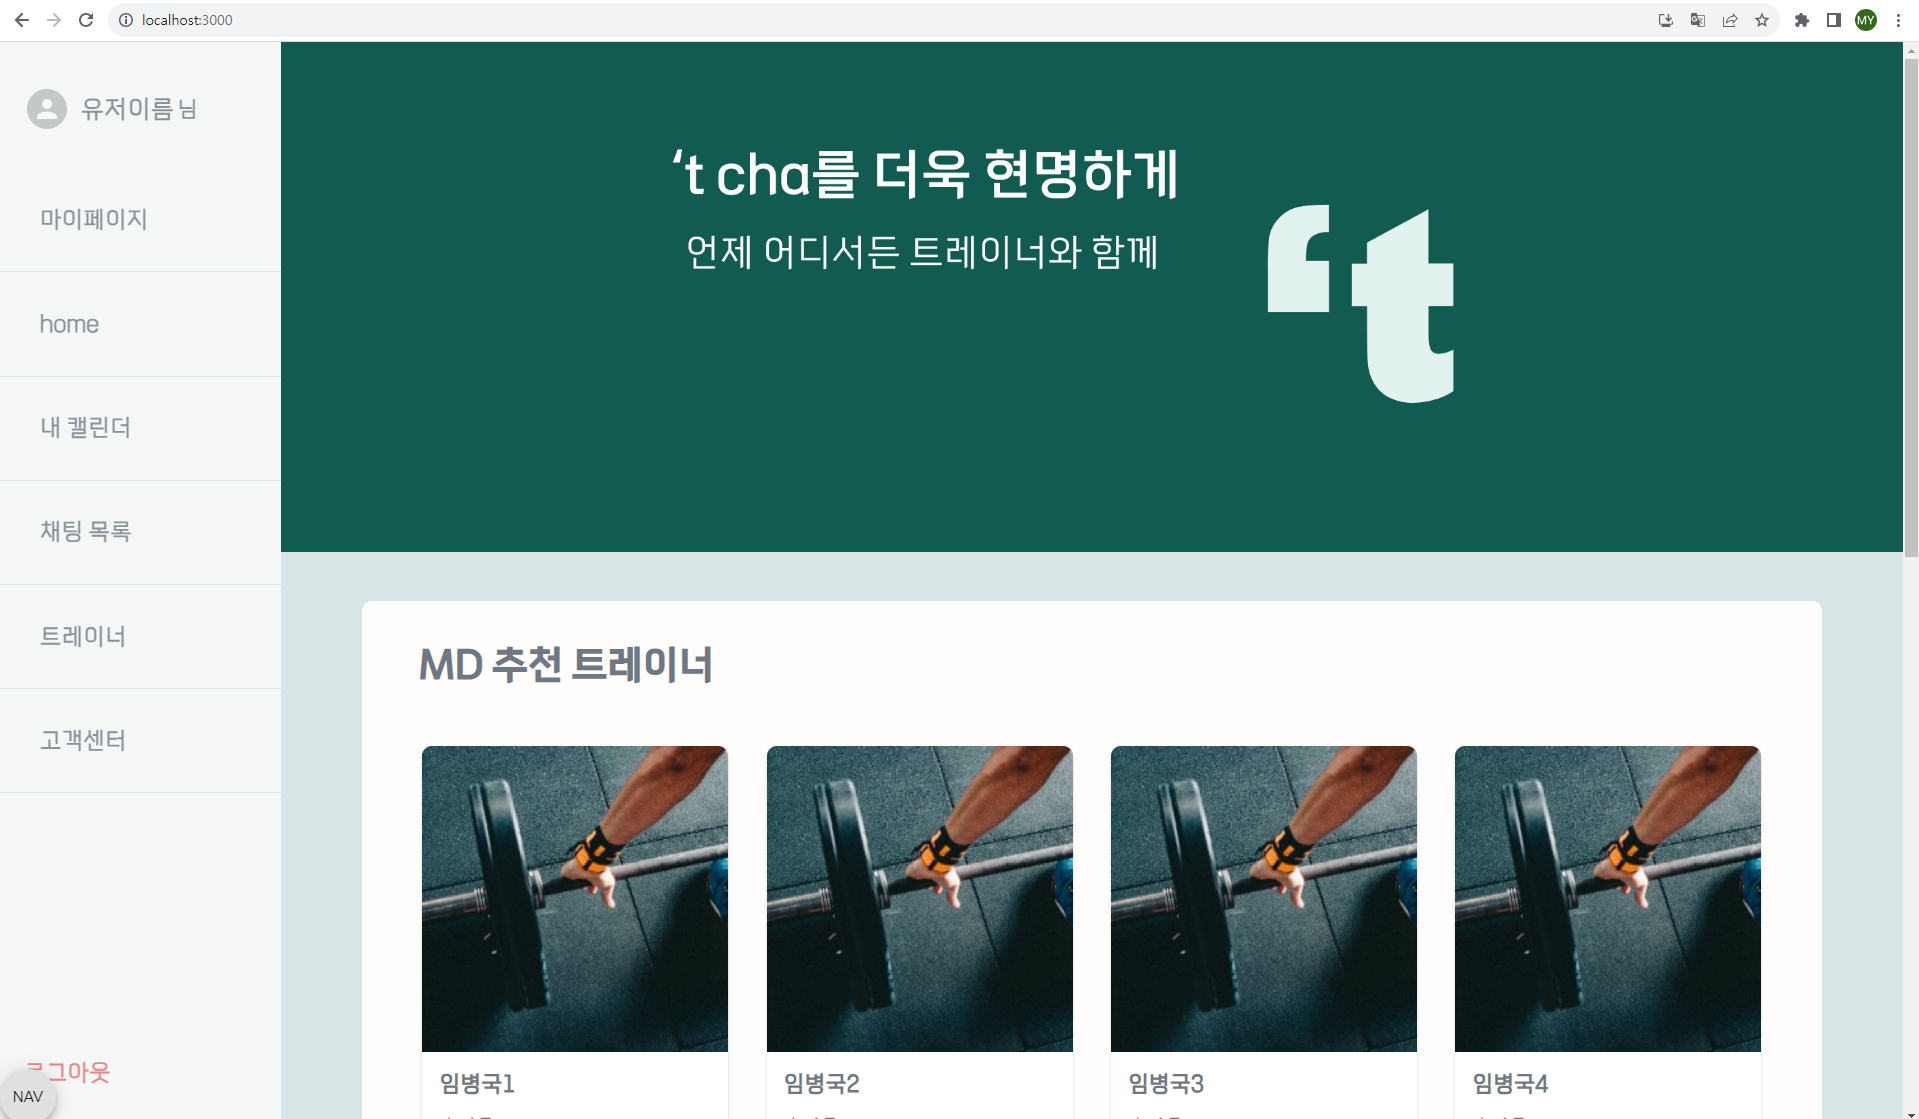 localhost:3000
MY
유저이름 님
마이페이지
home
내 캘린더
채팅 목록
트레이너
고객센터
로그아웃
NAV
‘t cha를 더욱 현명하게
언제 어디서든 트레이너와 함께
‘t
MD 추천 트레이너
임병국1
임병국2
임병국3
임병국4